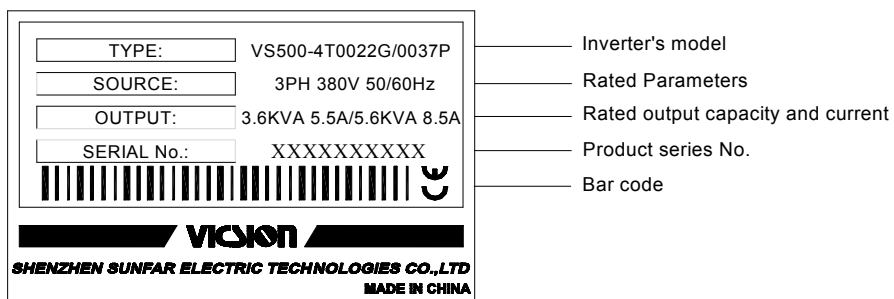 TYPE: VS500-4T0022G/0037P Inverter's model
SOURCE: 3PH 380V 50/60Hz Rated Parameters
OUTPUT: 3.6KVA 5.5A/5.6KVA 8.5A Rated output capacity and current
SERIAL No.: XXXXXXXXXX Product series No.
Bar code
VICSION
SHENZHEN SUNFAR ELECTRIC TECHNOLOGIES CO.,LTD
MADE IN CHINA